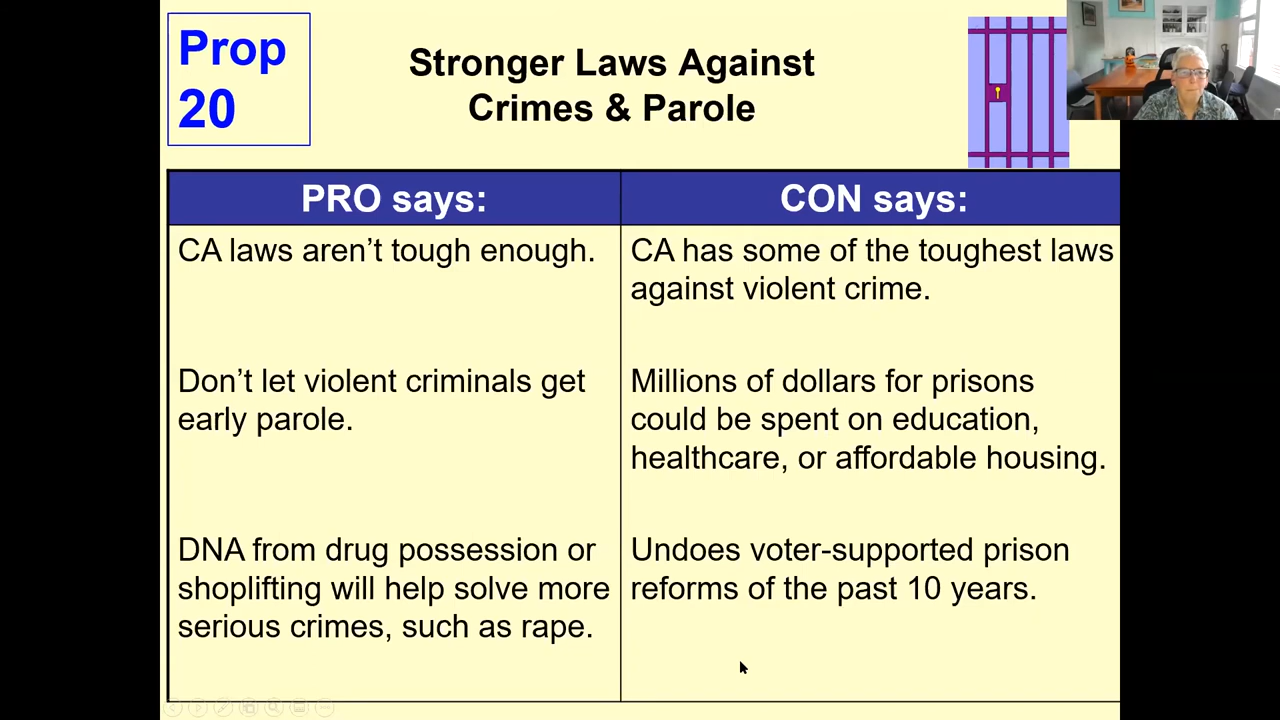 Prop
20
Stronger Laws Against
Crimes & Parole
PRO says:
CON says:
CA laws aren’t tough enough.
CA has some of the toughest laws
against violent crime.
Don’t let violent criminals get
early parole.
Millions of dollars for prisons
could be spent on education,
healthcare, or affordable housing.
DNA from drug possession or
shoplifting will help solve more
serious crimes, such as rape.
Undoes voter-supported prison
reforms of the past 10 years.